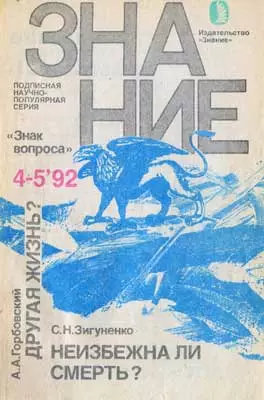 ЗНА
НИЕ
Издательство
«Знание»
ПОДПИСНАЯ
НАУЧНО-
ПОПУЛЯРНАЯ
СЕРИЯ
«Знак
вопроса»
4-5'92
А.А.Горбовский
ДРУГАЯ ЖИЗНЬ?
С.Н.Зигуненко
НЕИЗБЕЖНА ЛИ
СМЕРТЬ?